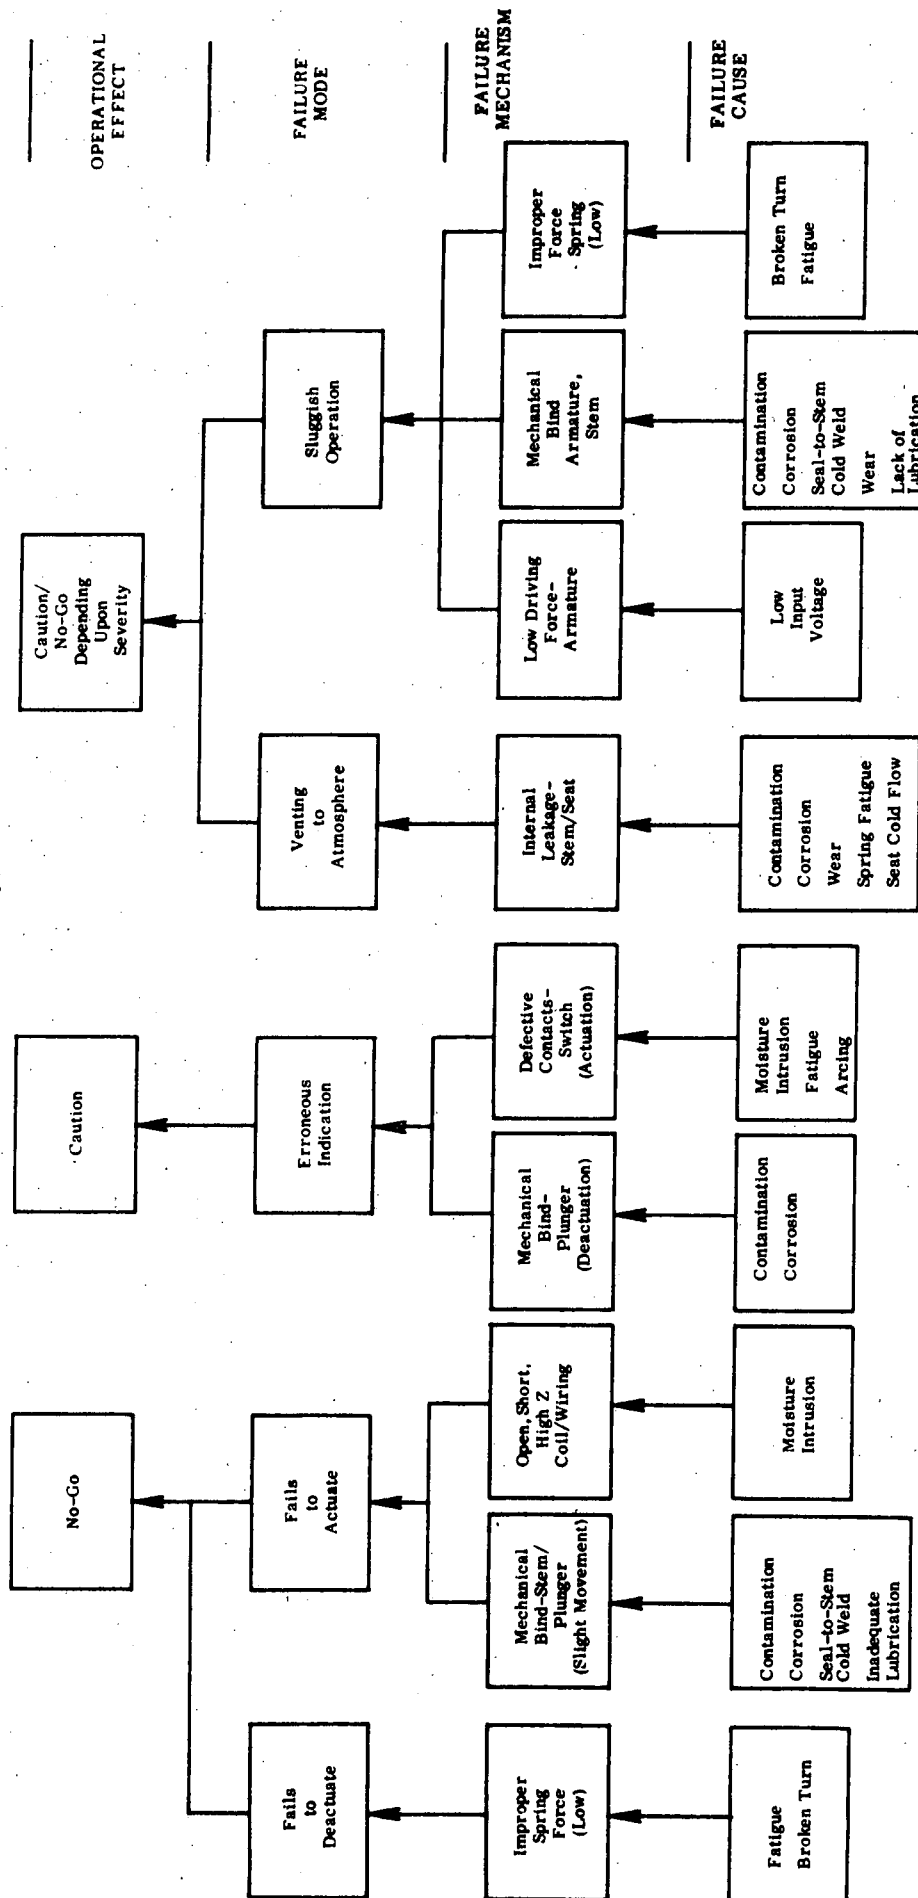 No-Go
Caution
Caution/
No-Go
Depending
Upon
Severity
OPERATIONAL
EFFECT
Fails
to
Deactuate
Fails
to
Actuate
Erroneous
Indication
Venting
to
Atmosphere
Sluggish
Operation
FAILURE
MODE
Improper
Spring
Force
(Low)
Mechanical
Bind-Stem/
Plunger
(Slight Movement)
Open, Short,
High Z
Coil/Wiring
Mechanical
Bind-
Plunger
(Deactuation)
Defective
Contacts-
Switch
(Actuation)
Internal
Leakage-
Stem/Seat
Low Driving
Force-
Armature
Mechanical
Bind
Armature,
Stem
Improper
Force
Spring
(Low)
FAILURE
MECHANISM
Fatigue
Broken Turn
Contamination
Corrosion
Seal-to-Stem
Cold Weld
Inadequate
Lubrication
Moisture
Intrusion
Contamination
Corrosion
Moisture
Intrusion
Fatigue
Arcing
Contamination
Corrosion
Wear
Spring Fatigue
Seat Cold Flow
Low
Input
Voltage
Contamination
Corrosion
Seal-to-Stem
Cold Weld
Wear
Lack of
Lubrication
Broken Turn
Fatigue
FAILURE
CAUSE